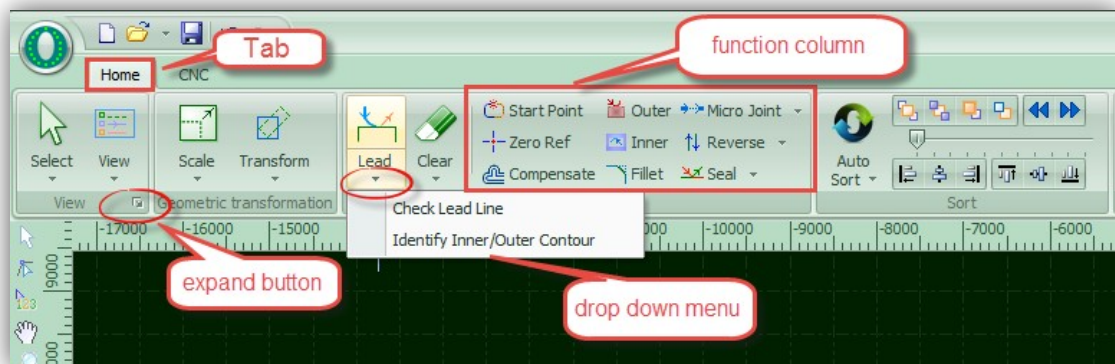 Tab
function column
Home
CNC
Start Point
Outer
Micro Joint
Zero Ref
Inner
Reverse
Compensate
Fillet
Seal
Select
View
Scale
Transform
Lead
Clear
Auto
Sort
View
Geometric transformation
Sort
Check Lead Line
Identify Inner/Outer Contour
-17000
-16000
-15000
-10000
-9000
-8000
-7000
-6000
9000
123
expand button
drop down menu